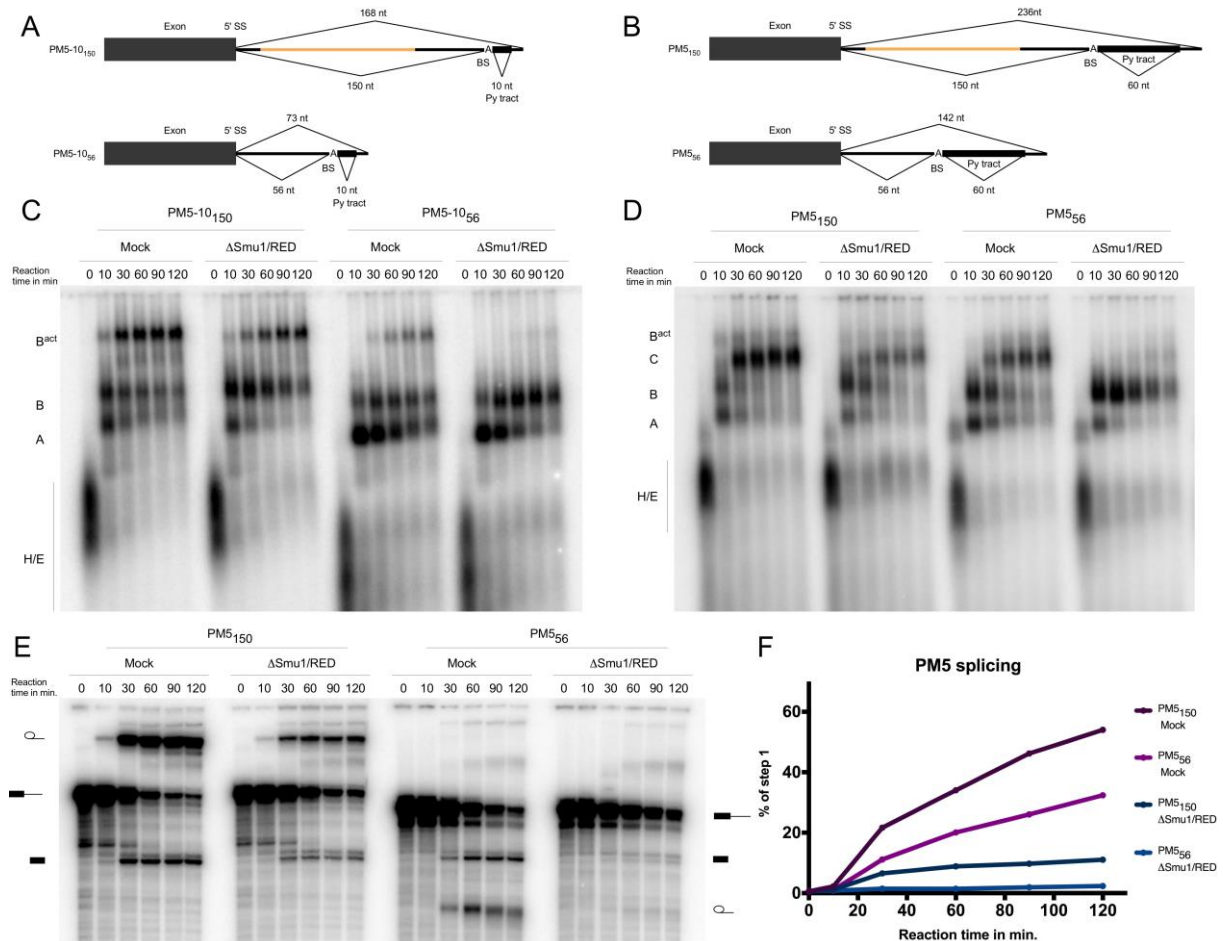 A
168 nt
Exon
5' SS
PM5-10150
A
BS
150 nt
10 nt
Py tract
73 nt
Exon
5' SS
PM5-1056
A
BS
56 nt
10 nt
Py tract
B
236nt
Exon
5' SS
PM5150
A
BS
Py tract
150 nt
60 nt
142 nt
Exon
5' SS
PM556
A
BS
Py tract
56 nt
60 nt
C
PM5-10150
PM5-1056
Mock
ΔSmu1/RED
Mock
ΔSmu1/RED
Reaction
time in min
0 10 30 60 90 120
0 10 30 60 90 120
0 10 30 60 90 120
0 10 30 60 90 120
Bact
B
A
H/E
D
PM5150
PM556
Mock
ΔSmu1/RED
Mock
ΔSmu1/RED
Reaction
time in min
0 10 30 60 90 120
0 10 30 60 90 120
0 10 30 60 90 120
0 10 30 60 90 120
Bact
C
B
A
H/E
E
PM5150
PM556
Mock
ΔSmu1/RED
Mock
ΔSmu1/RED
Reaction
time in min.
0 10 30 60 90 120
0 10 30 60 90 120
0 10 30 60 90 120
0 10 30 60 90 120
F
PM5 splicing
% of step 1
60
40
20
0
0 20 40 60 80 100 120
Reaction time in min.
PM5150
Mock
PM556
Mock
PM5150
ΔSmu1/RED
PM556
ΔSmu1/RED